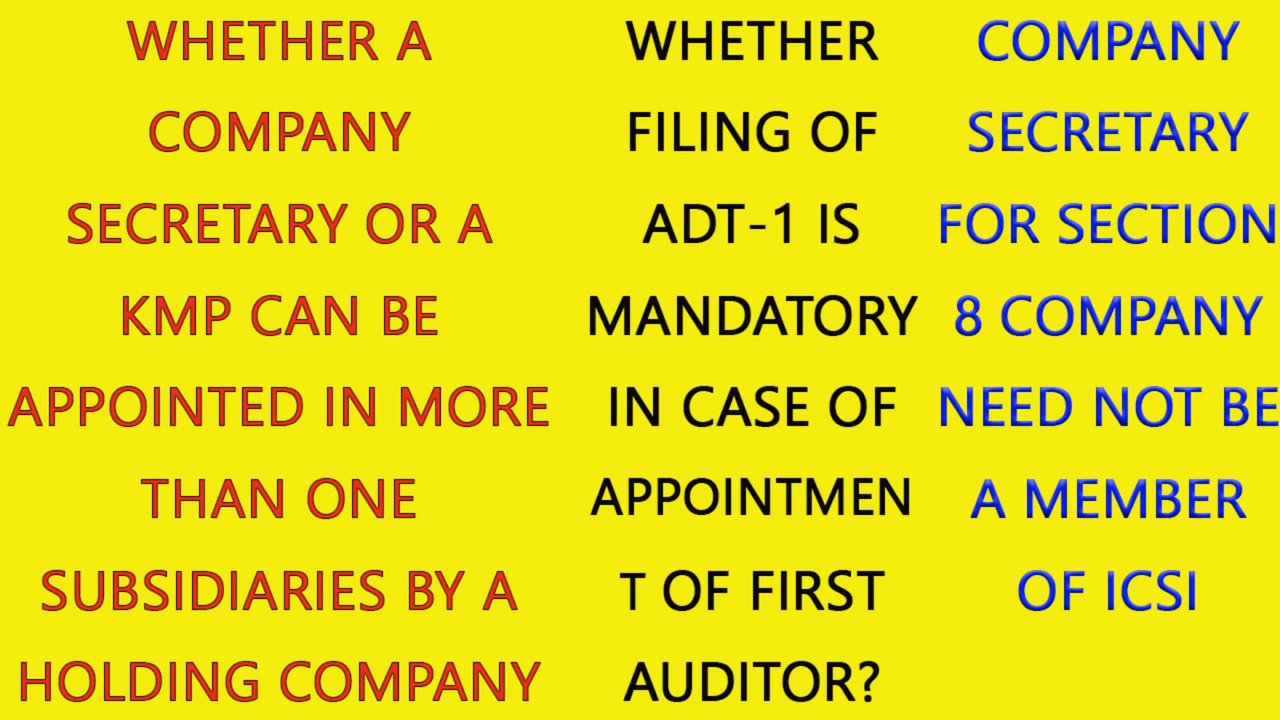 WHETHER A
COMPANY
SECRETARY OR A
KMP CAN BE
APPOINTED IN MORE
THAN ONE
SUBSIDIARIES BY A
HOLDING COMPANY
WHETHER
FILING OF
ADT-1 IS
MANDATORY
IN CASE OF
APPOINTMEN
T OF FIRST
AUDITOR?
COMPANY
SECRETARY
FOR SECTION
8 COMPANY
NEED NOT BE
A MEMBER
OF ICSI